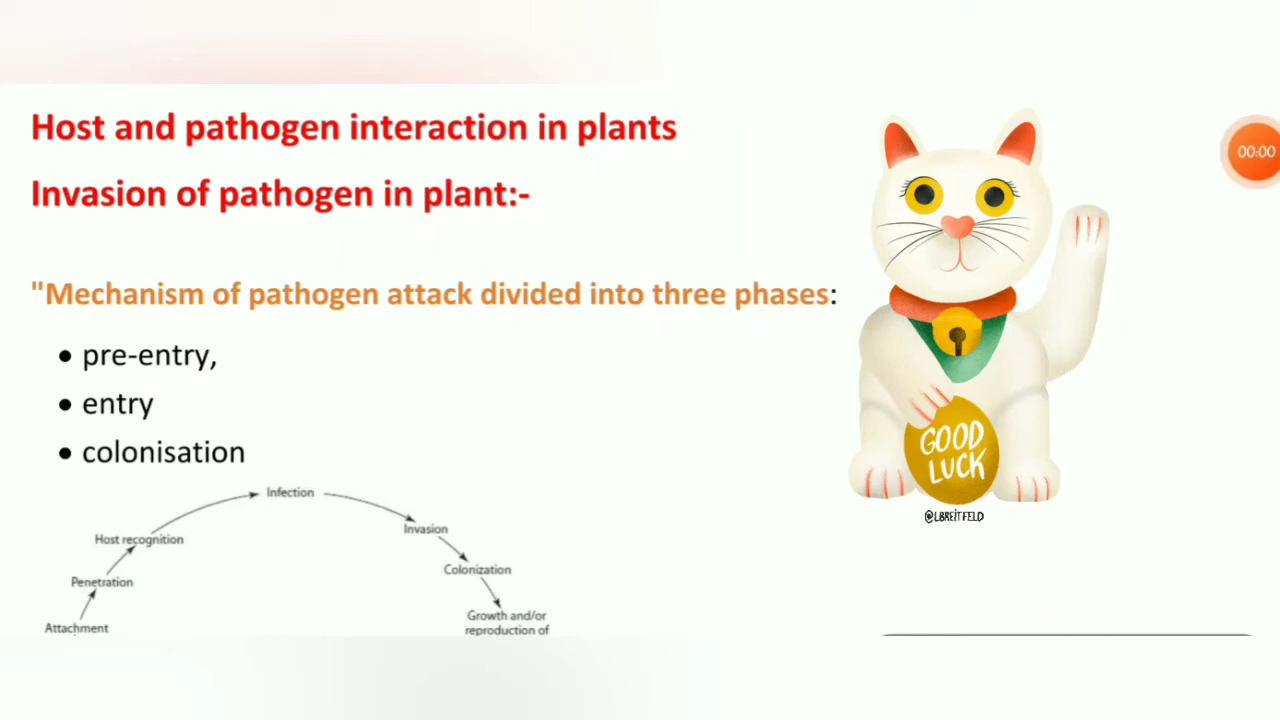 Host and pathogen interaction in plants
Invasion of pathogen in plant:-
"Mechanism of pathogen attack divided into three phases:
• pre-entry,
• entry
• colonisation
Infection
Host recognition
Invasion
Penetration
Colonization
Attachment
Growth and/or
reproduction of
00:00
GOOD
LUCK
@LBREITFELD